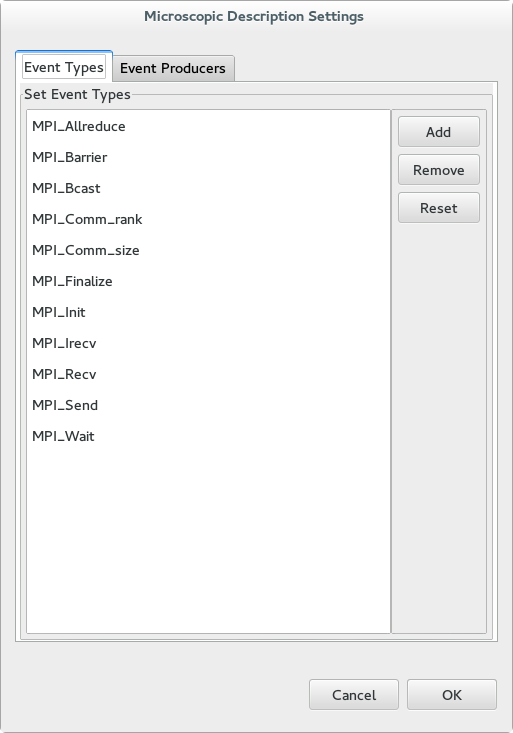 Microscopic Description Settings
Event Types
Event Producers
Set Event Types
MPI_Allreduce
MPI_Barrier
MPI_Bcast
MPI_Comm_rank
MPI_Comm_size
MPI_Finalize
MPI_Init
MPI_Irecv
MPI_Recv
MPI_Send
MPI_Wait
Add
Remove
Reset
Cancel
OK